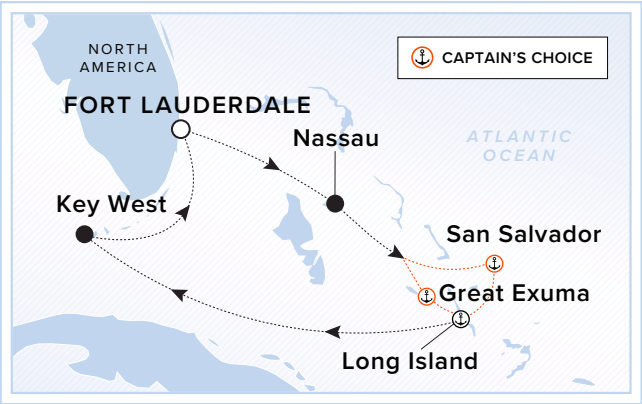 NORTH
AMERICA
CAPTAIN'S CHOICE
FORT LAUDERDALE
Nassau
ATLANTIC
OCEAN
Key West
San Salvador
Great Exuma
Long Island